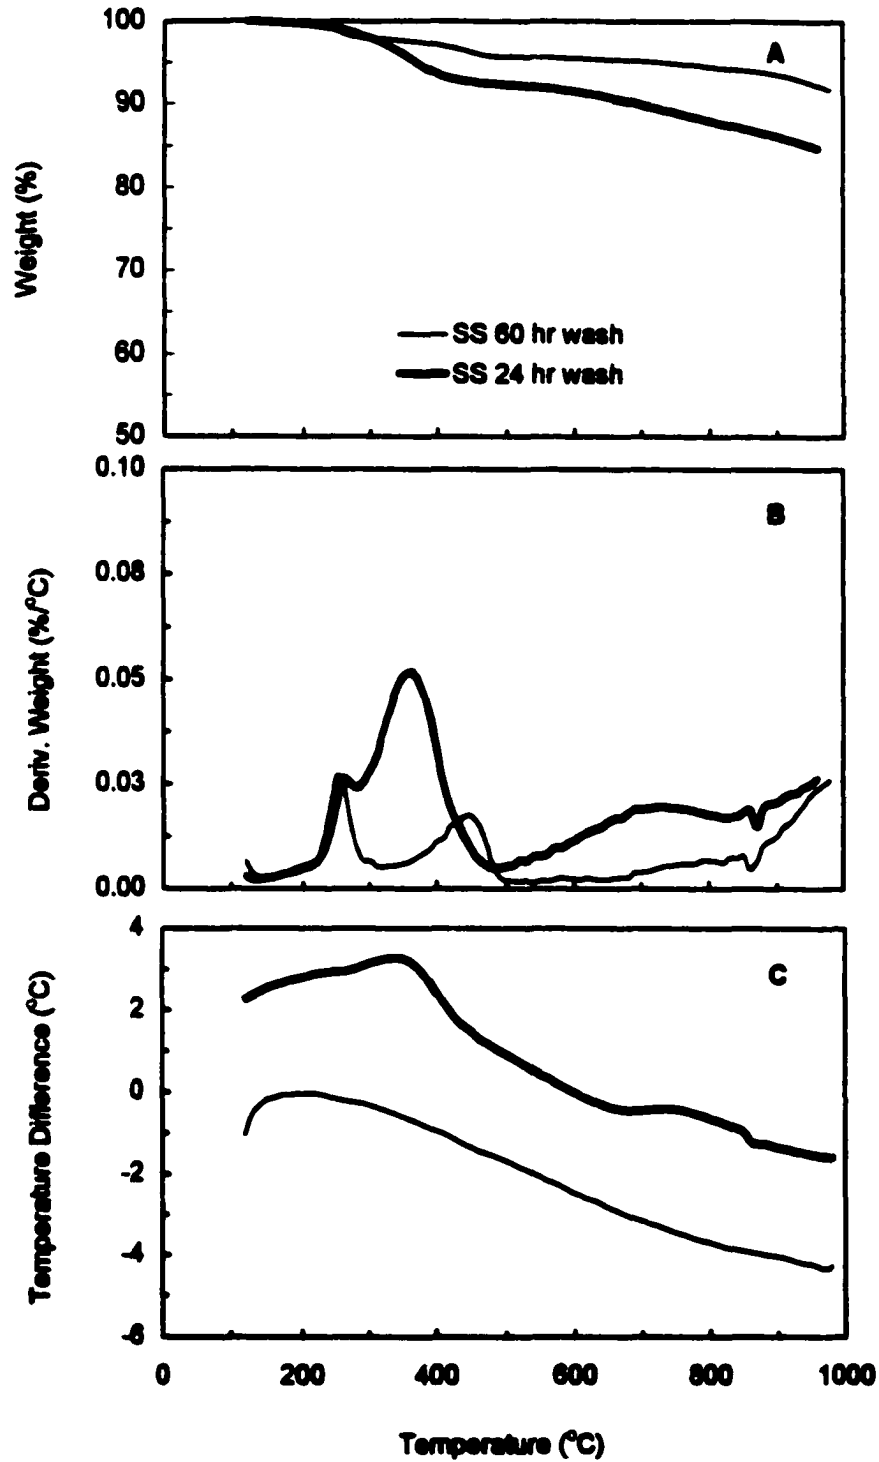 100
A
90
Weight (%)
80
70
SS 60 hr wash
60
SS 24 hr wash
50
0.10
B
0.08
Deriv. Weight (%/°C)
0.05
0.03
0.00
4
C
2
Temperature Difference (°C)
0
-2
-4
-6
0 200 400 600 800 1000
Temperature (°C)